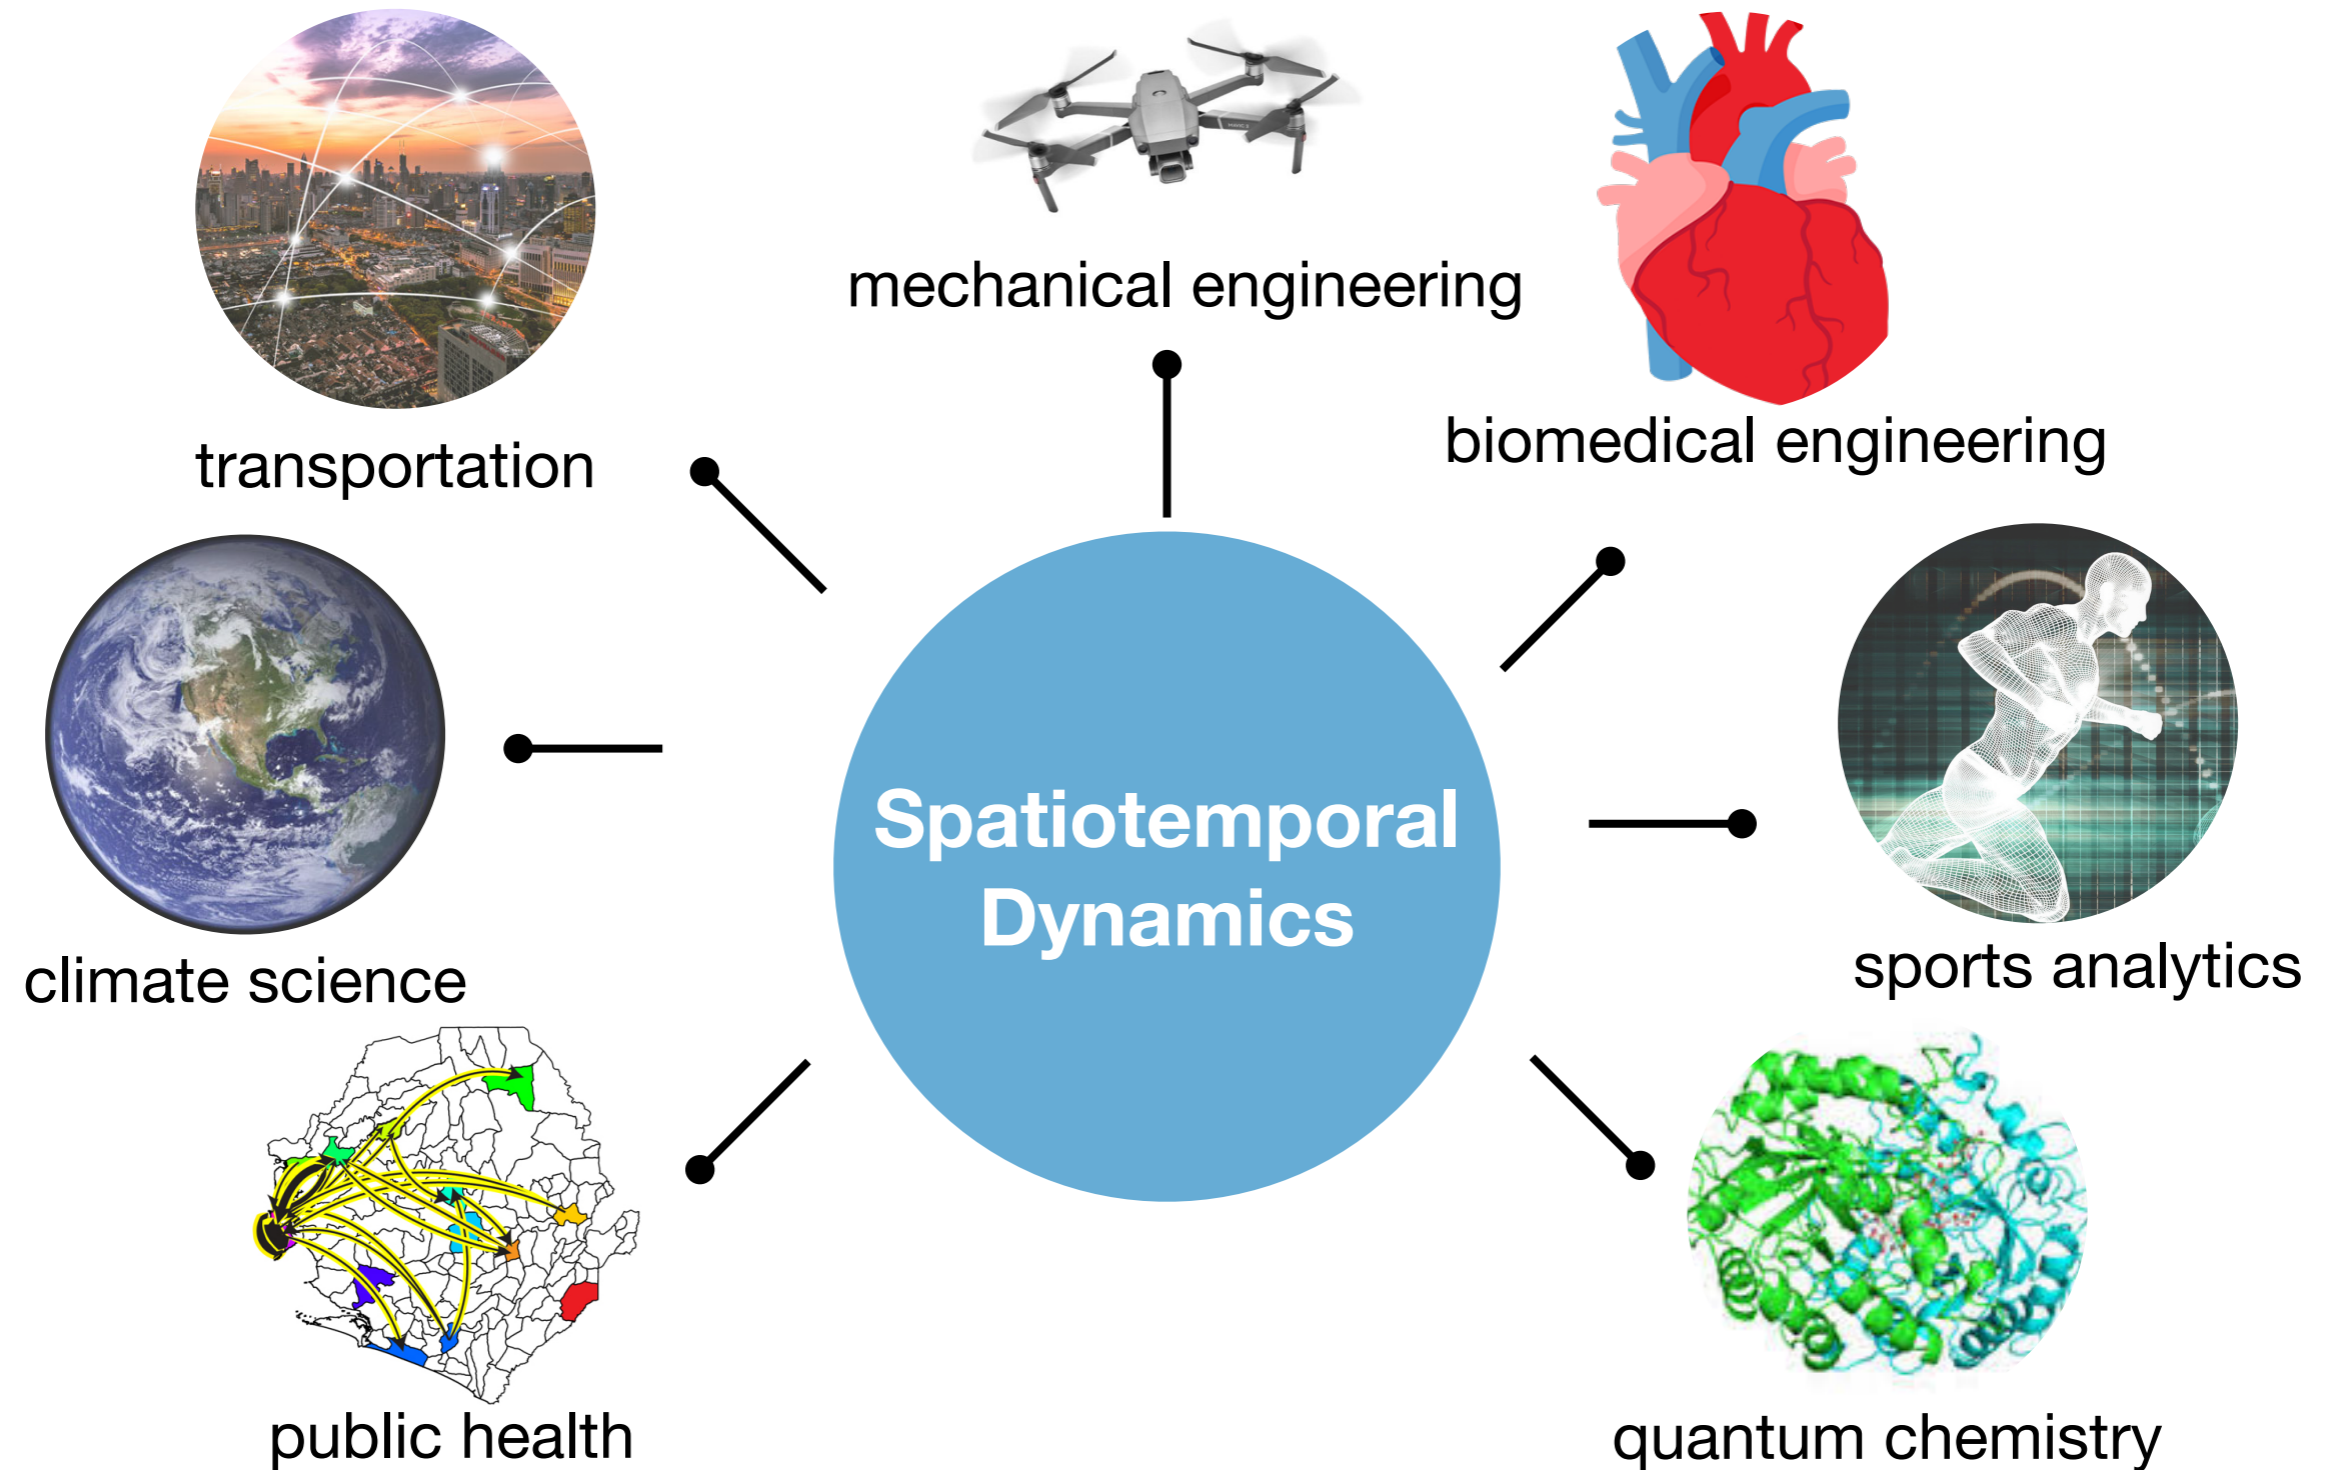 mechanical engineering
biomedical engineering
transportation
Spatiotemporal
Dynamics
climate science
sports analytics
public health
quantum chemistry